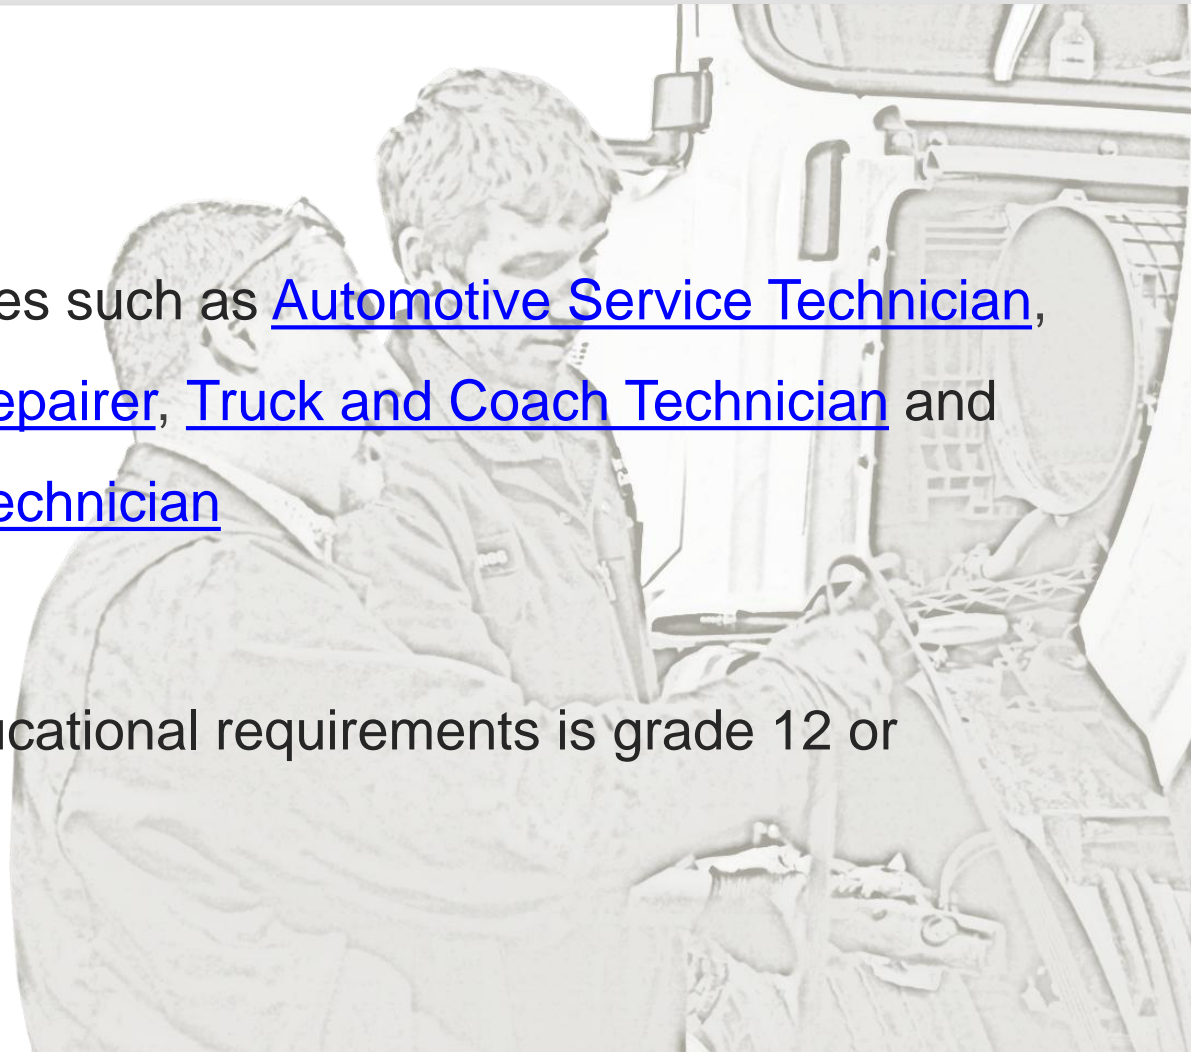 es such as Automotive Service Technician,
epairer, Truck and Coach Technician and
echnician
ucational requirements is grade 12 or